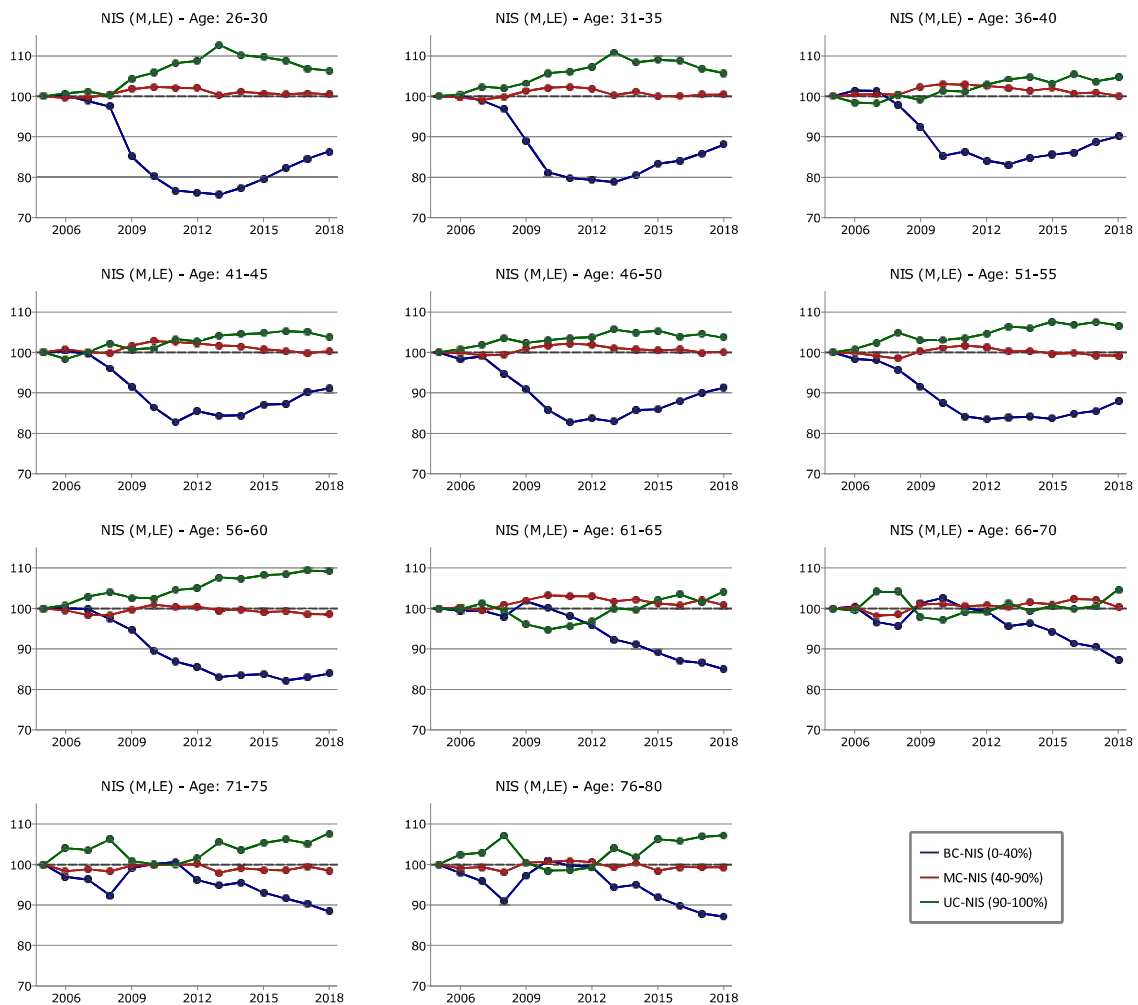 NIS (M,LE) - Age: 26-30
NIS (M,LE) - Age: 31-35
NIS (M,LE) - Age: 36-40
110
100
90
80
70
2006 2009 2012 2015 2018
110
100
90
80
70
2006 2009 2012 2015 2018
110
100
90
80
70
2006 2009 2012 2015 2018
NIS (M,LE) - Age: 41-45
NIS (M,LE) - Age: 46-50
NIS (M,LE) - Age: 51-55
110
100
90
80
70
2006 2009 2012 2015 2018
110
100
90
80
70
2006 2009 2012 2015 2018
110
100
90
80
70
2006 2009 2012 2015 2018
NIS (M,LE) - Age: 56-60
NIS (M,LE) - Age: 61-65
NIS (M,LE) - Age: 66-70
110
100
90
80
70
2006 2009 2012 2015 2018
110
100
90
80
70
2006 2009 2012 2015 2018
110
100
90
80
70
2006 2009 2012 2015 2018
NIS (M,LE) - Age: 71-75
NIS (M,LE) - Age: 76-80
110
100
90
80
70
2006 2009 2012 2015 2018
110
100
90
80
70
2006 2009 2012 2015 2018
BC-NIS (0-40%)
MC-NIS (40-90%)
UC-NIS (90-100%)